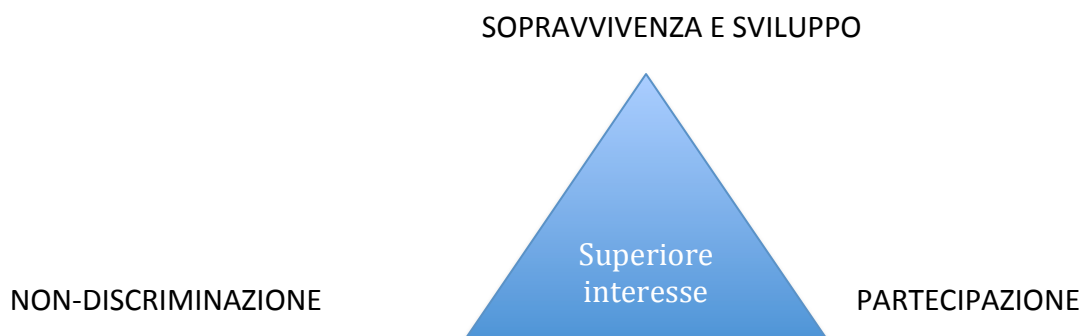 SOPRAVVIVENZA E SVILUPPO
Superiore
interesse
NON-DISCRIMINAZIONE
PARTECIPAZIONE